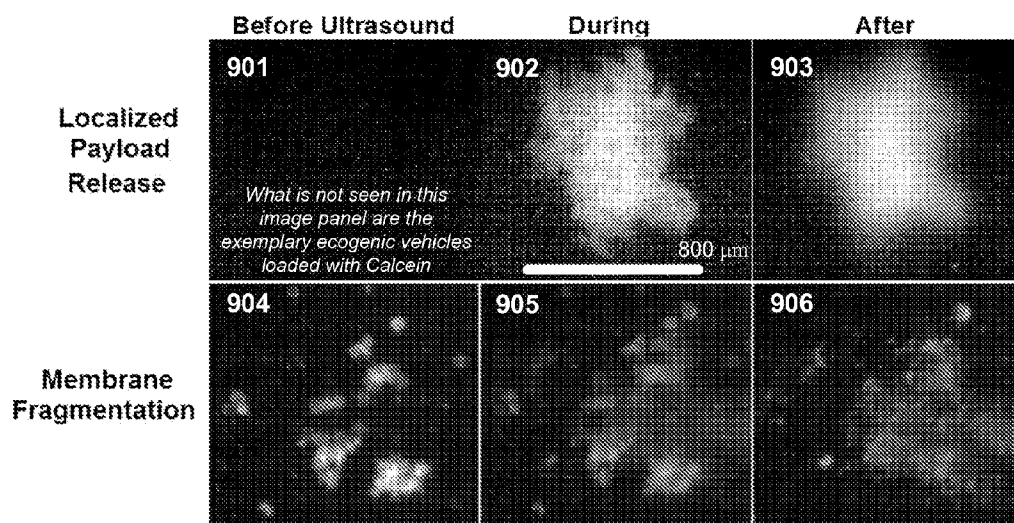 Before Ultrasound During After
Localized
Payload
Release
901
902
903
What is not seen in this
image panel are the
exemplary ecogenic vehicles
loaded with Calcein
800 µm
Membrane
Fragmentation
904
905
906